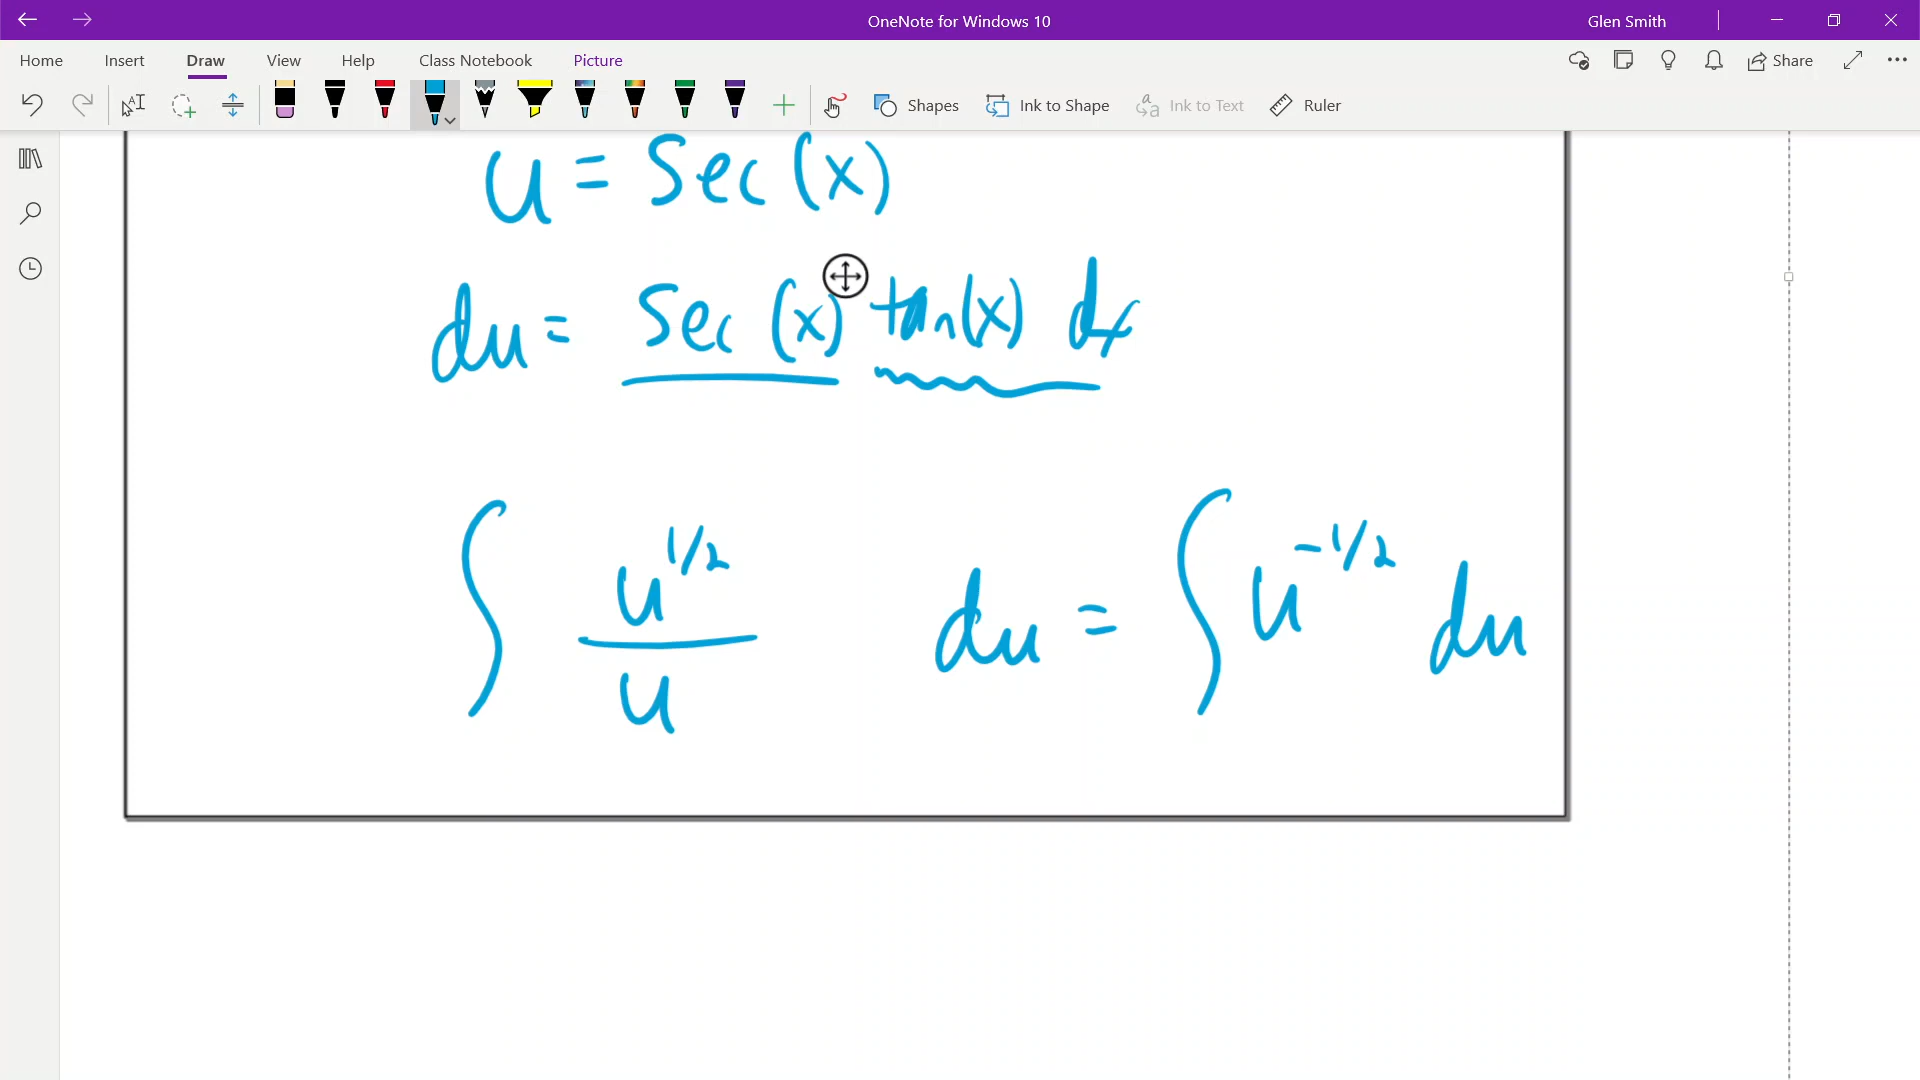 OneNote for Windows 10
Glen Smith
Home Insert Draw View Help Class Notebook Picture Share
Shapes Ink to Shape Ink to Text Ruler
u = Sec (x)
du = Sec (x) tan(x) dx
∫ u^1/2 / u du = ∫ u^-1/2 du